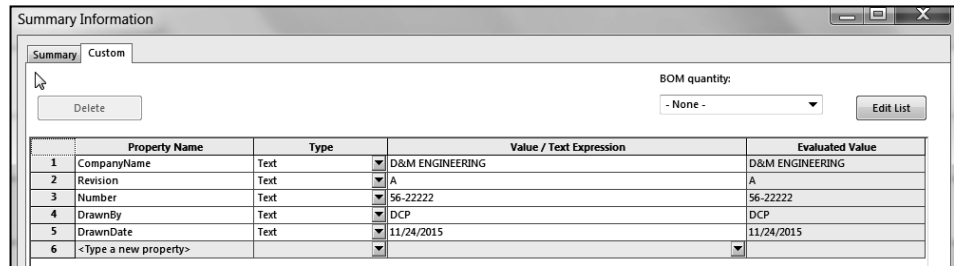 Summary Information
Summary Custom
BOM quantity:
Delete - None - Edit List
Property Name Type Value / Text Expression Evaluated Value
1 CompanyName Text D&M ENGINEERING D&M ENGINEERING
2 Revision Text A A
3 Number Text 56-22222 56-22222
4 DrawnBy Text DCP DCP
5 DrawnDate Text 11/24/2015 11/24/2015
6 <Type a new property>